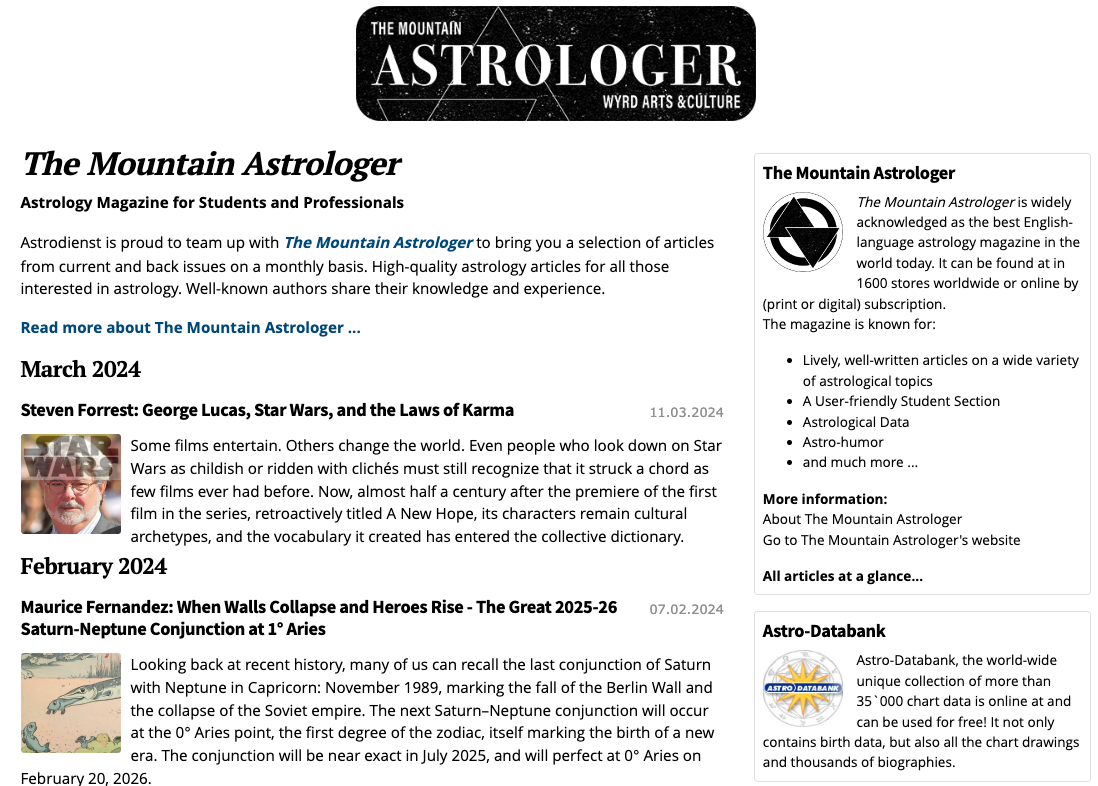 THE MOUNTAIN
ASTROLOGER
WYRD ARTS &CULTURE
The Mountain Astrologer
Astrology Magazine for Students and Professionals
Astrodienst is proud to team up with The Mountain Astrologer to bring you a selection of articles
from current and back issues on a monthly basis. High-quality astrology articles for all those
interested in astrology. Well-known authors share their knowledge and experience.
Read more about The Mountain Astrologer ...
March 2024
Steven Forrest: George Lucas, Star Wars, and the Laws of Karma
11.03.2024
STAR
WARS
Some films entertain. Others change the world. Even people who look down on Star
Wars as childish or ridden with clichés must still recognize that it struck a chord as
few films ever had before. Now, almost half a century after the premiere of the first
film in the series, retroactively titled A New Hope, its characters remain cultural
archetypes, and the vocabulary it created has entered the collective dictionary.
February 2024
Maurice Fernandez: When Walls Collapse and Heroes Rise - The Great 2025-26
Saturn-Neptune Conjunction at 1° Aries
07.02.2024
Looking back at recent history, many of us can recall the last conjunction of Saturn
with Neptune in Capricorn: November 1989, marking the fall of the Berlin Wall and
the collapse of the Soviet empire. The next Saturn–Neptune conjunction will occur
at the 0° Aries point, the first degree of the zodiac, itself marking the birth of a new
era. The conjunction will be near exact in July 2025, and will perfect at 0° Aries on
February 20, 2026.
The Mountain Astrologer
The Mountain Astrologer is widely
acknowledged as the best English-
language astrology magazine in the
world today. It can be found at in
1600 stores worldwide or online by
(print or digital) subscription.
The magazine is known for:
• Lively, well-written articles on a wide variety
of astrological topics
• A User-friendly Student Section
• Astrological Data
• Astro-humor
• and much more ...
More information:
About The Mountain Astrologer
Go to The Mountain Astrologer's website
All articles at a glance...
Astro-Databank
ASTRO DATABANK
Astro-Databank, the world-wide
unique collection of more than
35`000 chart data is online at and
can be used for free! It not only
contains birth data, but also all the chart drawings
and thousands of biographies.